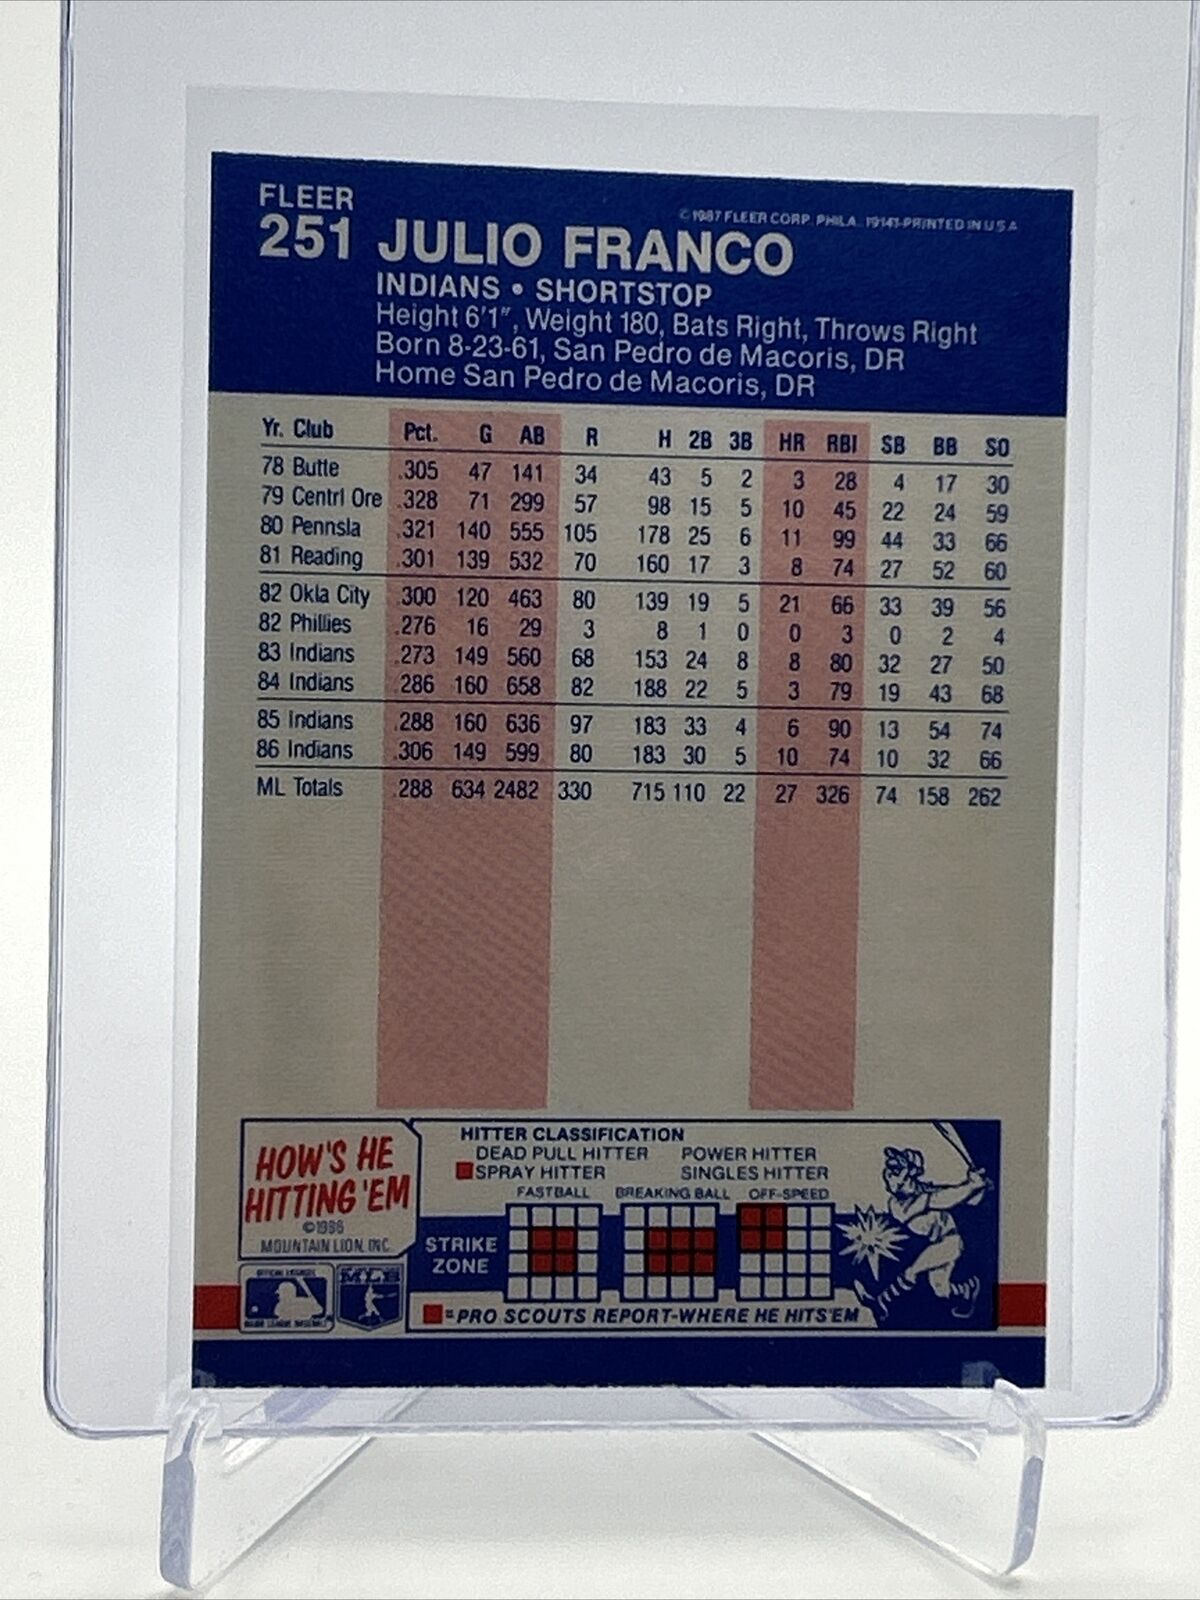 FLEER
251 JULIO FRANCO
©1987 FLEER CORP. PHILA. 19141-PRINTED IN U S A
INDIANS • SHORTSTOP
Height 6'1", Weight 180, Bats Right, Throws Right
Born 8-23-61, San Pedro de Macoris, DR
Home San Pedro de Macoris, DR
Yr. Club Pct. G AB R H 2B 3B HR RBI SB BB SO
78 Butte .305 47 141 34 43 5 2 3 28 4 17 30
79 Centrl Ore .328 71 299 57 98 15 5 10 45 22 24 59
80 Pennsla .321 140 555 105 178 25 6 11 99 44 33 66
81 Reading .301 139 532 70 160 17 3 8 74 27 52 60
82 Okla City .300 120 463 80 139 19 5 21 66 33 39 56
82 Phillies .276 16 29 3 8 1 0 0 3 0 2 4
83 Indians .273 149 560 68 153 24 8 8 80 32 27 50
84 Indians .286 160 658 82 188 22 5 3 79 19 43 68
85 Indians .288 160 636 97 183 33 4 6 90 13 54 74
86 Indians .306 149 599 80 183 30 5 10 74 10 32 66
ML Totals .288 634 2482 330 715 110 22 27 326 74 158 262
HOW'S HE
HITTING 'EM
©1986
MOUNTAIN LION, INC.
HITTER CLASSIFICATION
DEAD PULL HITTER POWER HITTER
SPRAY HITTER SINGLES HITTER
FASTBALL BREAKING BALL OFF-SPEED
STRIKE
ZONE
=PRO SCOUTS REPORT-WHERE HE HITS 'EM
MAJOR LEAGUE BASEBALL